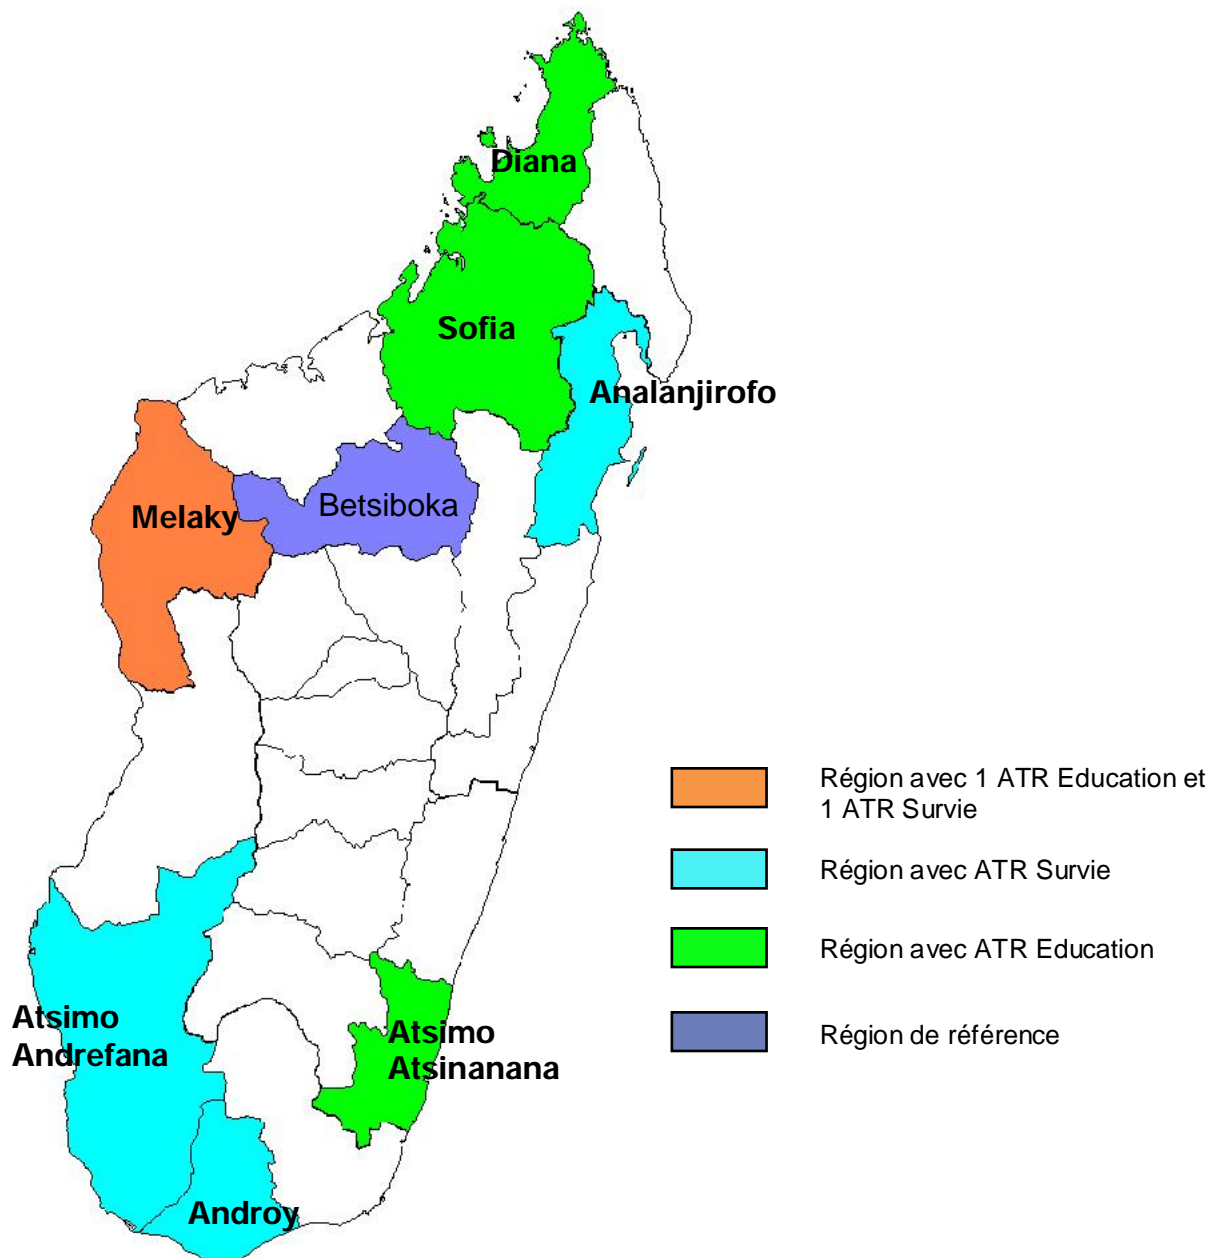 Diana
Sofia
Analanjirofo
Melaky
Betsiboka
Région avec 1 ATR Education et
1 ATR Survie
Région avec ATR Survie
Région avec ATR Education
Région de référence
Atsimo
Andrefana
Atsimo
Atsinanana
Androy